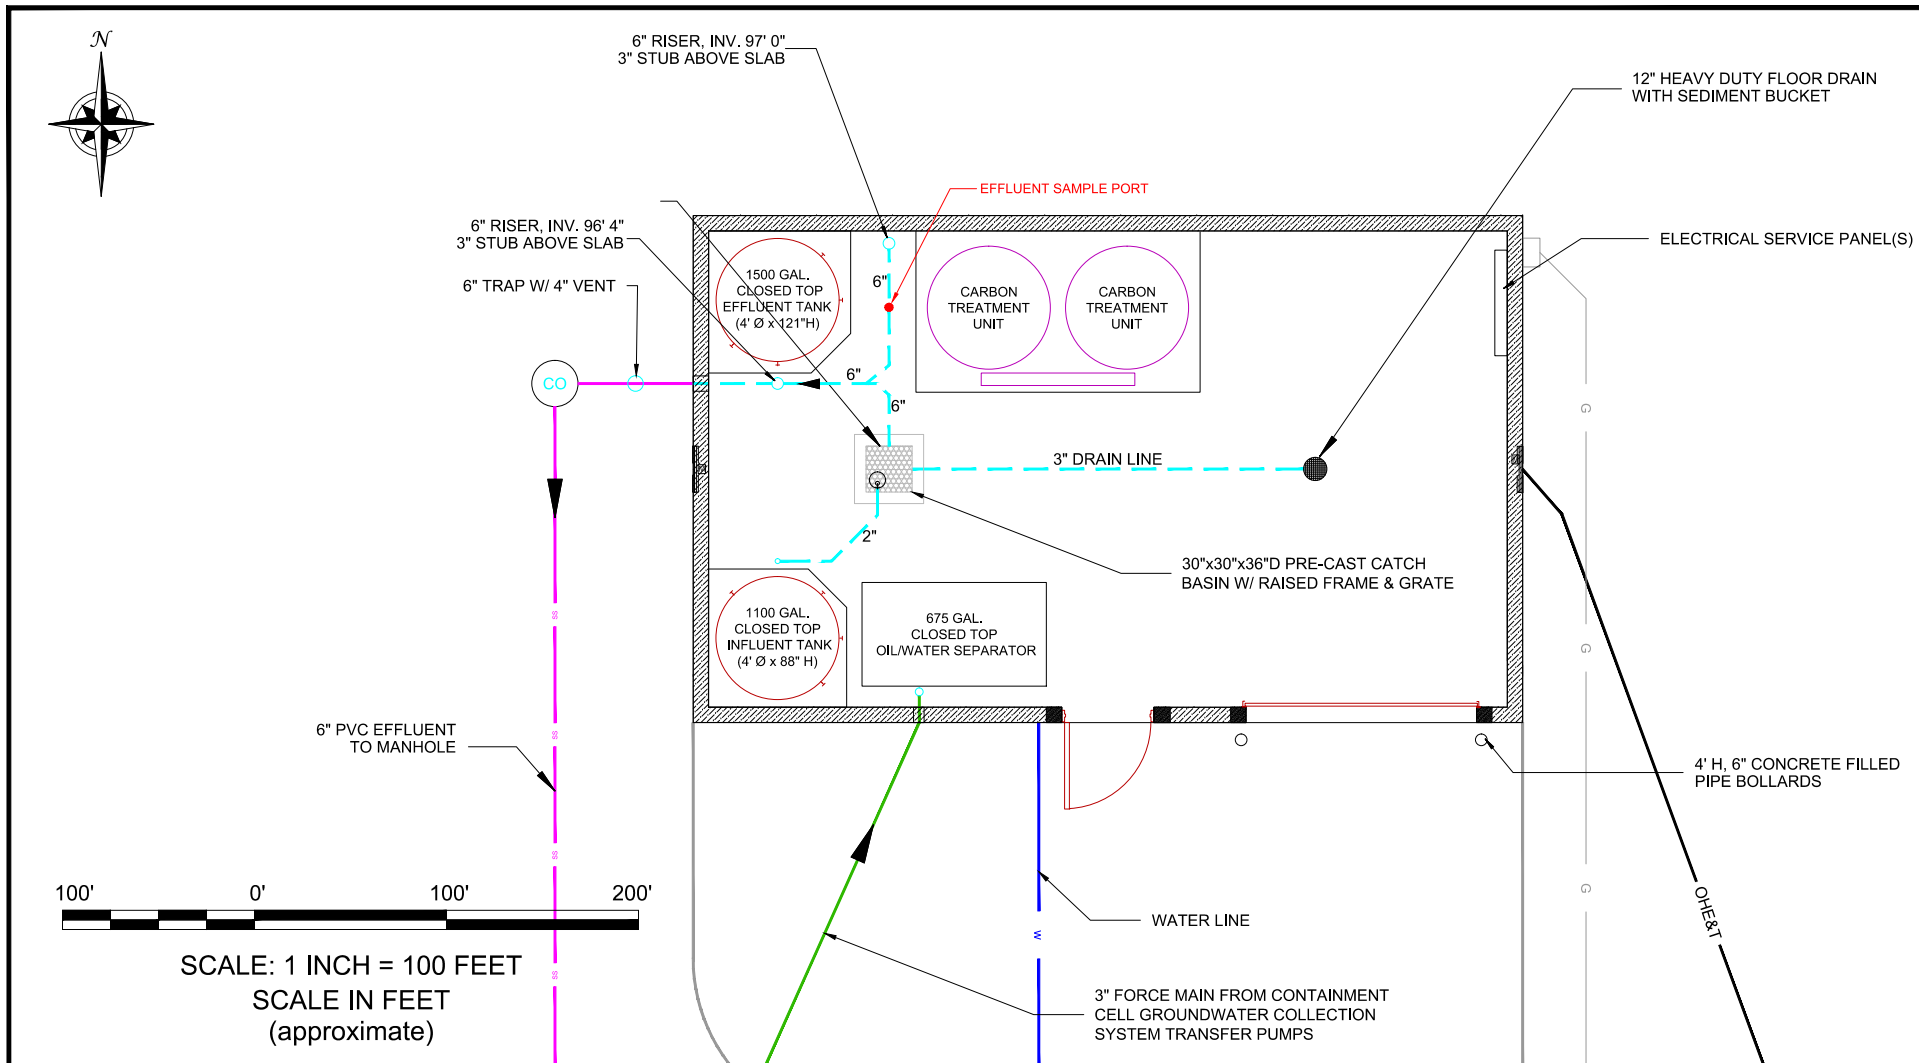 N
6" RISER, INV. 97' 0"
3" STUB ABOVE SLAB
12" HEAVY DUTY FLOOR DRAIN
WITH SEDIMENT BUCKET
EFFLUENT SAMPLE PORT
6" RISER, INV. 96' 4"
3" STUB ABOVE SLAB
ELECTRICAL SERVICE PANEL(S)
6" TRAP W/ 4" VENT
1500 GAL.
CLOSED TOP
EFFLUENT TANK
(4' Ø x 121"H)
6"
CARBON
TREATMENT
UNIT
CARBON
TREATMENT
UNIT
CO
6"
6"
G
3" DRAIN LINE
2"
30"x30"x36"D PRE-CAST CATCH
BASIN W/ RAISED FRAME & GRATE
1100 GAL.
CLOSED TOP
INFLUENT TANK
(4' Ø x 88" H)
675 GAL.
CLOSED TOP
OIL/WATER SEPARATOR
SS
G
6" PVC EFFLUENT
TO MANHOLE
SS
4' H, 6" CONCRETE FILLED
PIPE BOLLARDS
SS
G
100' 0' 100' 200'
OHE&T
WATER LINE
W
SCALE: 1 INCH = 100 FEET
SCALE IN FEET
(approximate)
SS
3" FORCE MAIN FROM CONTAINMENT
CELL GROUNDWATER COLLECTION
SYSTEM TRANSFER PUMPS